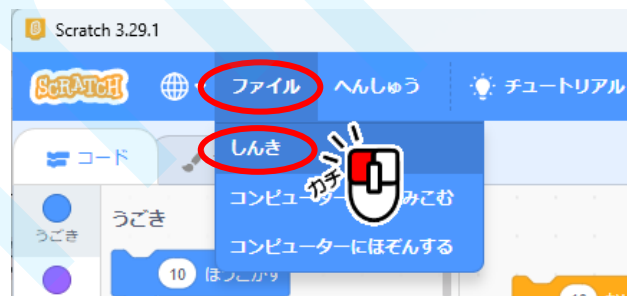 Scratch 3.29.1
SCRATCH ファイル へんしゅう チュートリアル
コード
しんき
カチ
コンピュータ みこむ
うごき
うごき
コンピューターにほぞんする
10